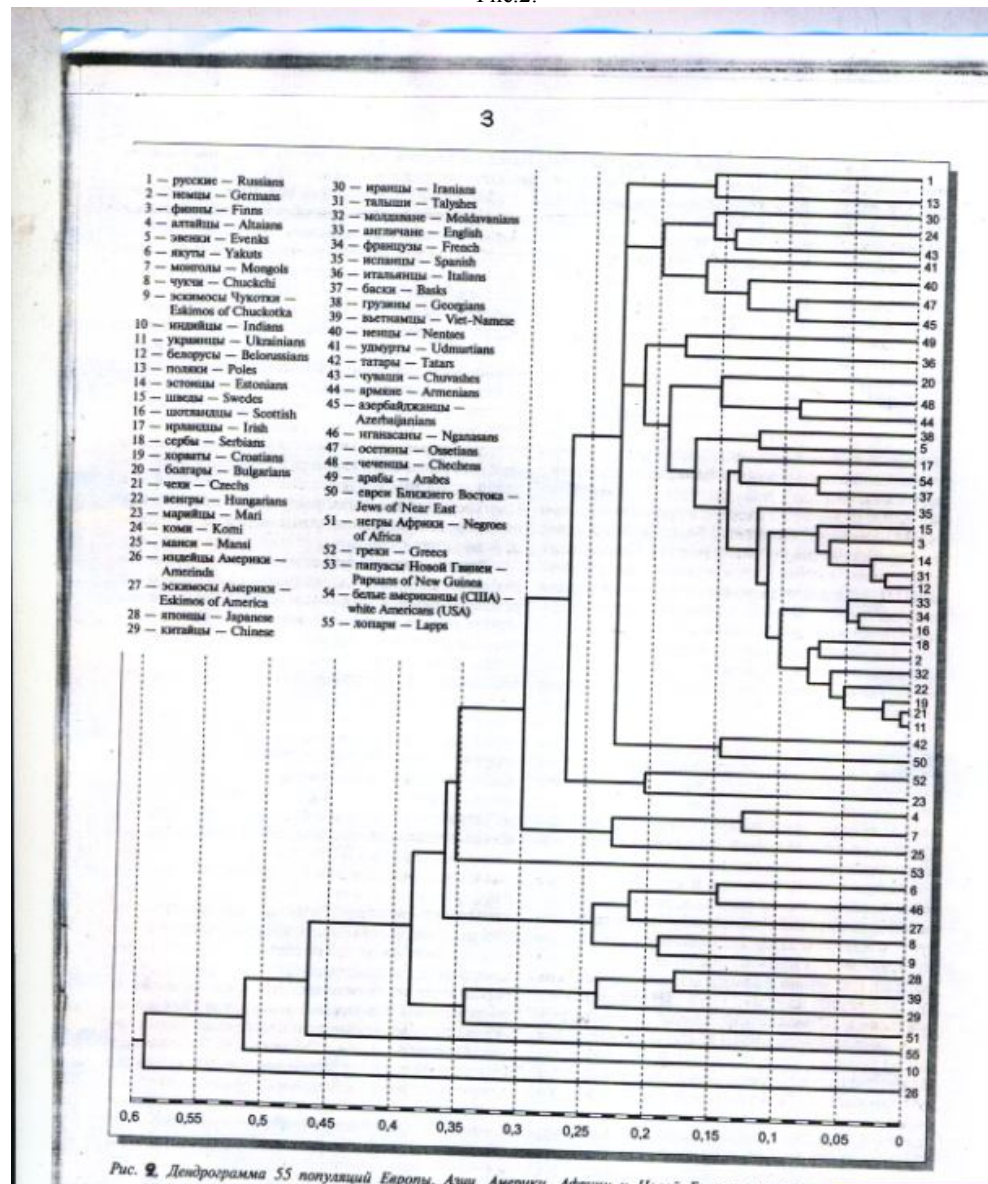 Рис.2.
3
1 — русские — Russians
2 — немцы — Germans
3 — финны — Finns
4 — алтайцы — Altaians
5 — эвенки — Evenks
6 — якуты — Yakuts
7 — монголы — Mongols
8 — чукчи — Chuckchi
9 — эскимосы Чукотки —
Eskimos of Chuckotka
10 — индийцы — Indians
11 — украинцы — Ukrainians
12 — белорусы — Belorussians
13 — поляки — Poles
14 — эстонцы — Estonians
15 — шведы — Swedes
16 — шотландцы — Scottish
17 — ирландцы — Irish
18 — сербы — Serbians
19 — хорваты — Croatians
20 — болгары — Bulgarians
21 — чехи — Czechs
22 — венгры — Hungarians
23 — марийцы — Mari
24 — коми — Komi
25 — манси — Mansi
26 — индейцы Америки —
Amerinds
27 — эскимосы Америки —
Eskimos of America
28 — японцы — Japanese
29 — китайцы — Chinese
30 — иранцы — Iranians
31 — талыши — Talyshes
32 — молдаване — Moldavanians
33 — англичане — English
34 — французы — French
35 — испанцы — Spanish
36 — итальянцы — Italians
37 — баски — Basks
38 — грузины — Georgians
39 — вьетнамцы — Viet-Namese
40 — ненцы — Nentses
41 — удмурты — Udmurtians
42 — татары — Tatars
43 — чуваши — Chuvashes
44 — армяне — Armenians
45 — азербайджанцы —
Azerbaijanians
46 — нганасаны — Nganasans
47 — осетины — Ossetians
48 — чеченцы — Chechens
49 — арабы — Arabes
50 — евреи Ближнего Востока —
Jews of Near East
51 — негры Африки — Negroes
of Africa
52 — греки — Greecs
53 — папуасы Новой Гвинеи —
Papuans of New Guinea
54 — белые американцы (США) —
white Americans (USA)
55 — лопари — Lapps
1
13
30
24
43
41
40
47
45
49
36
20
48
44
38
5
17
54
37
35
15
3
14
31
12
33
34
16
18
2
32
22
19
21
11
42
50
52
23
4
7
25
53
6
46
27
8
9
28
39
29
51
55
10
26
0,6 0,55 0,5 0,45 0,4 0,35 0,3 0,25 0,2 0,15 0,1 0,05 0
Рис. 9. Дендрограмма 55 популяций Европы, Азии, Америки, Африки и Новой